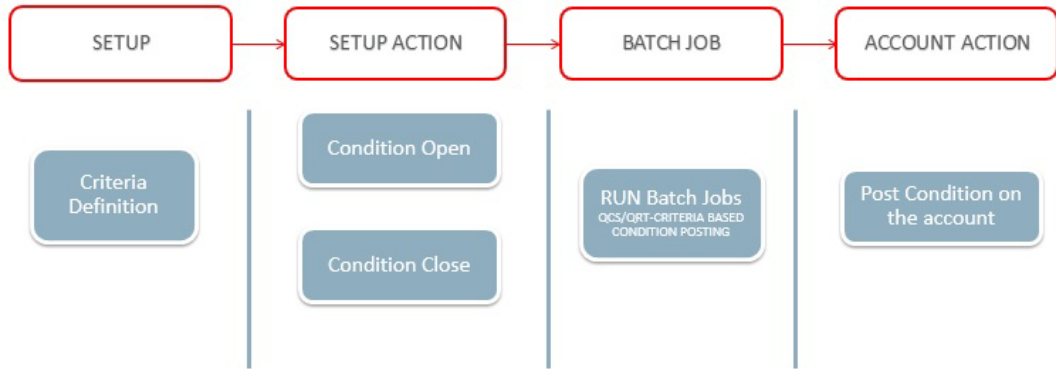 SETUP
SETUP ACTION
BATCH JOB
ACCOUNT ACTION
Criteria
Definition
Condition Open
Condition Close
RUN Batch Jobs
QCS/QRT-CRITERIA BASED
CONDITION POSTING
Post Condition on
the account